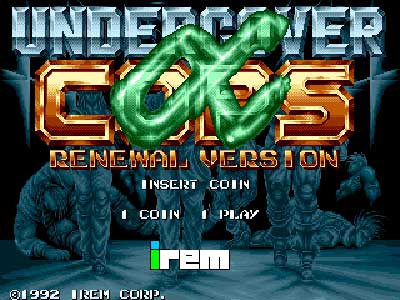 UNDERCOVER
COPS
α
RENEWAL VERSION
INSERT COIN
1 COIN 1 PLAY
irem
©1992 IREM CORP.